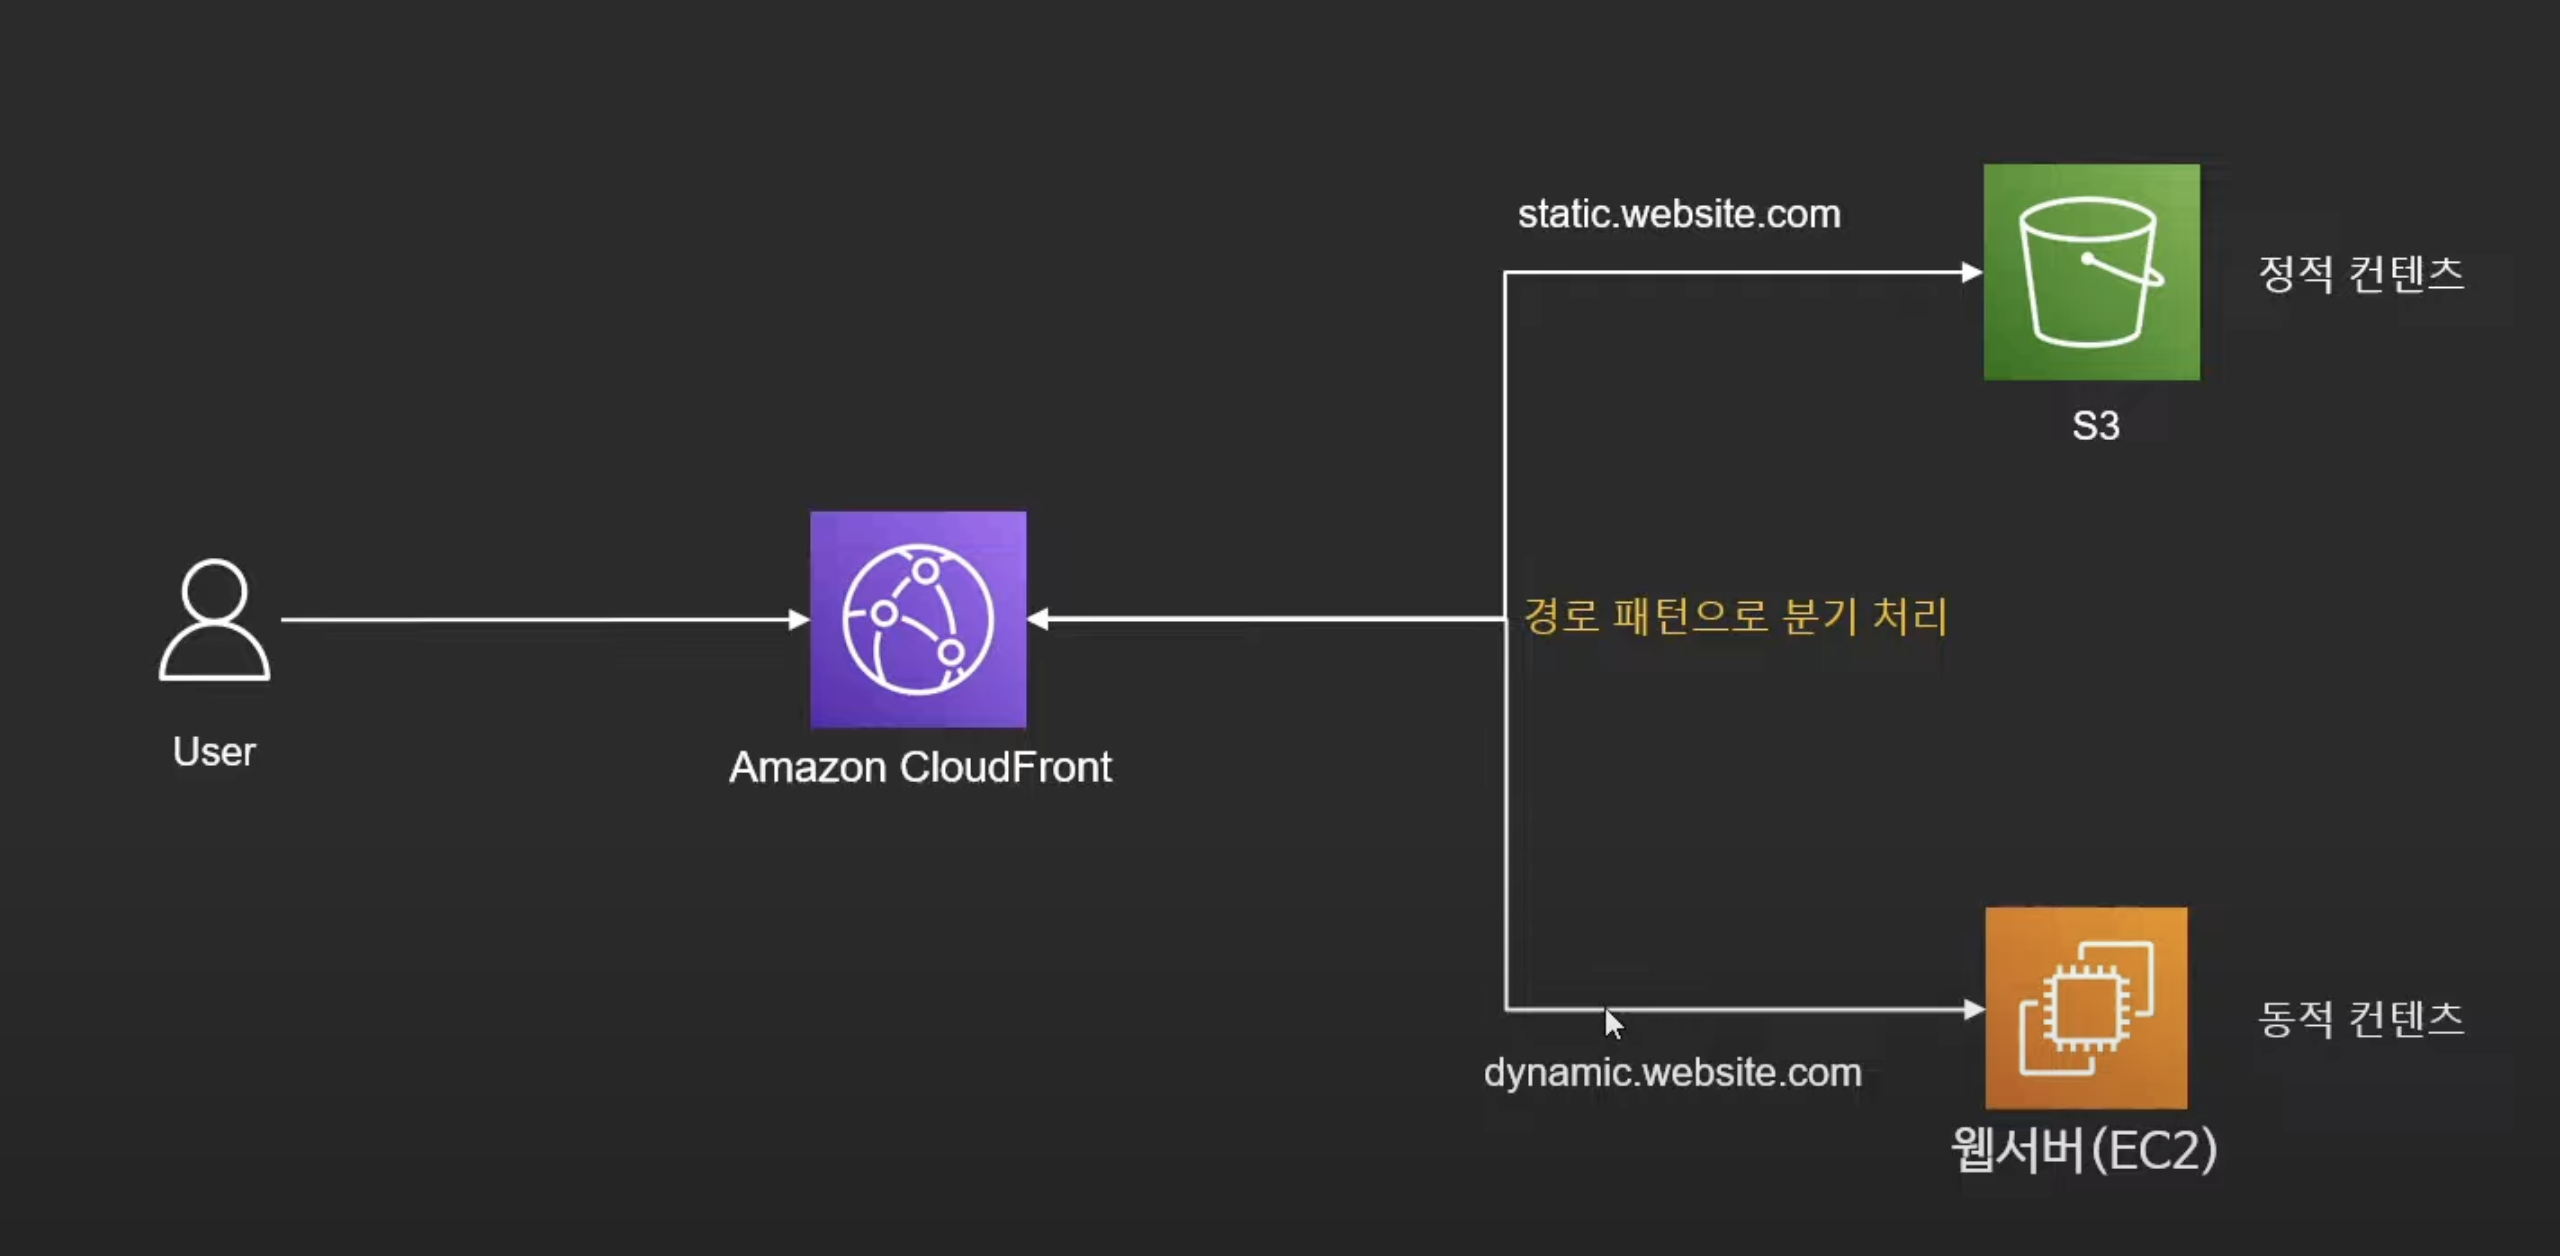 static.website.com
정적 컨텐츠
S3
경로 패턴으로 분기 처리
User
Amazon CloudFront
동적 컨텐츠
dynamic.website.com
웹서버(EC2)